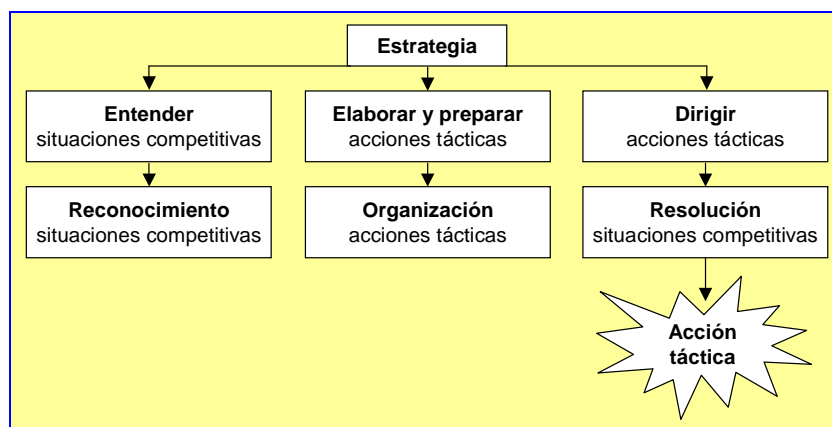 Estrategia
Entender
situaciones competitivas
Elaborar y preparar
acciones tácticas
Dirigir
acciones tácticas
Reconocimiento
situaciones competitivas
Organización
acciones tácticas
Resolución
situaciones competitivas
Acción
táctica